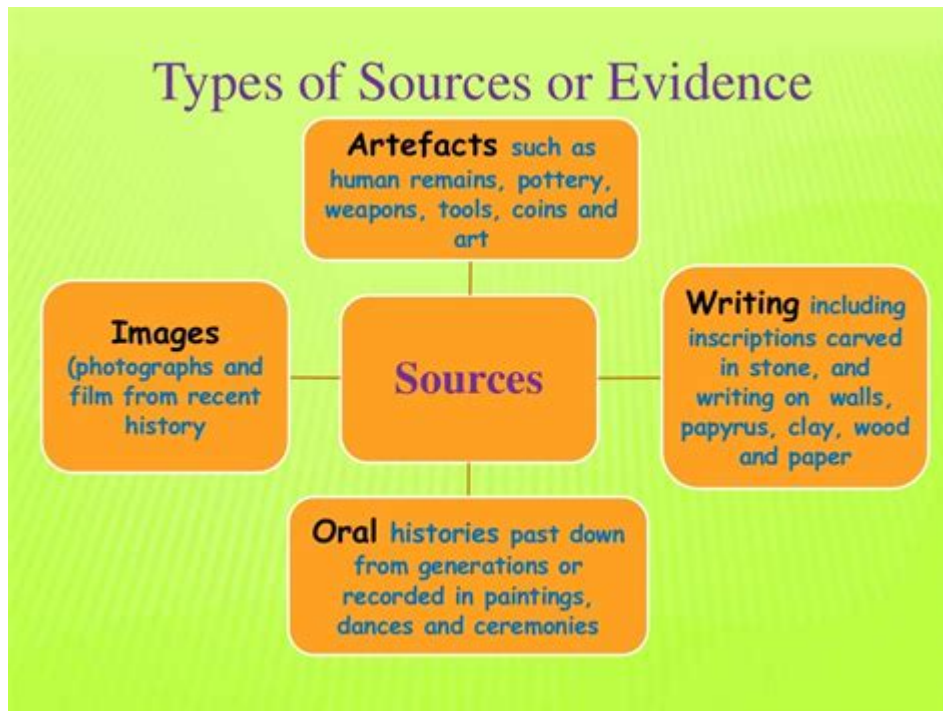 Types of Sources or Evidence
Artefacts such as
human remains, pottery,
weapons, tools, coins and
art
Images
(photographs and
film from recent
history
Sources
Writing including
inscriptions carved
in stone, and
writing on walls,
papyrus, clay, wood
and paper
Oral histories past down
from generations or
recorded in paintings,
dances and ceremonies